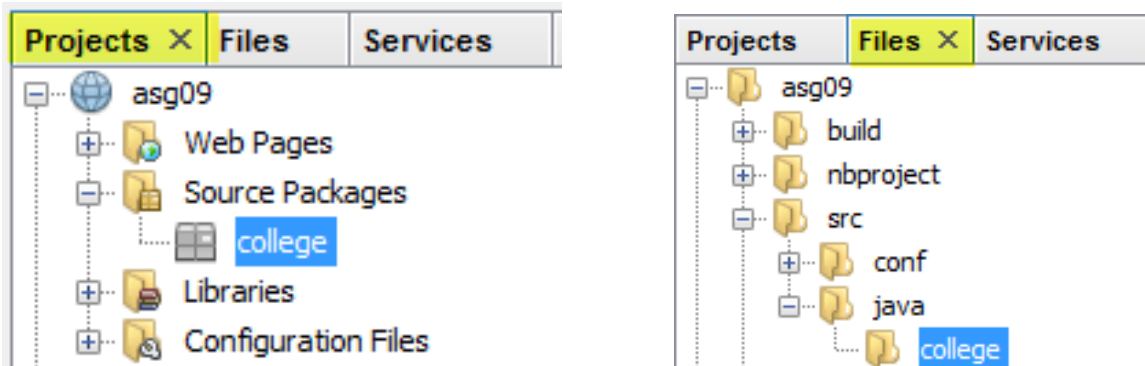 Projects × Files Services
asg09
Web Pages
Source Packages
college
Libraries
Configuration Files
Projects Files × Services
asg09
build
nbproject
src
conf
java
college